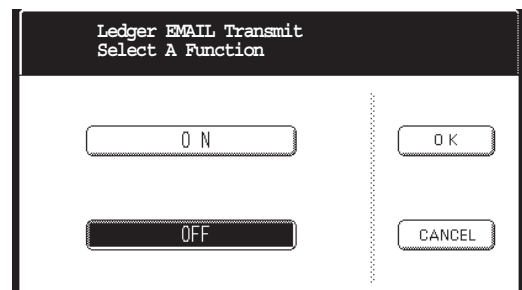 Ledger EMAIL Transmit
Select A Function
O N
O K
OFF
CANCEL